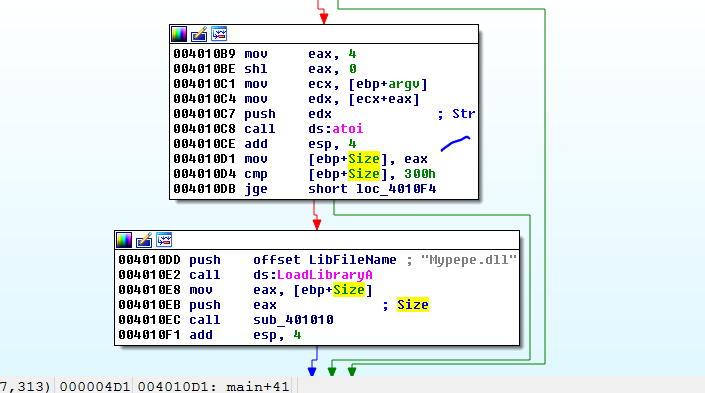 004010B9 mov eax, 4
004010BE shl eax, 0
004010C1 mov ecx, [ebp+argv]
004010C4 mov edx, [ecx+eax]
004010C7 push edx ; Str
004010C8 call ds:atoi
004010CE add esp, 4
004010D1 mov [ebp+Size], eax
004010D4 cmp [ebp+Size], 300h
004010DB jge short loc_4010F4
004010DD push offset LibFileName ; "Mypepe.dll"
004010E2 call ds:LoadLibraryA
004010E8 mov eax, [ebp+Size]
004010EB push eax ; Size
004010EC call sub_401010
004010F1 add esp, 4
7,313) 000004D1 004010D1: main+41